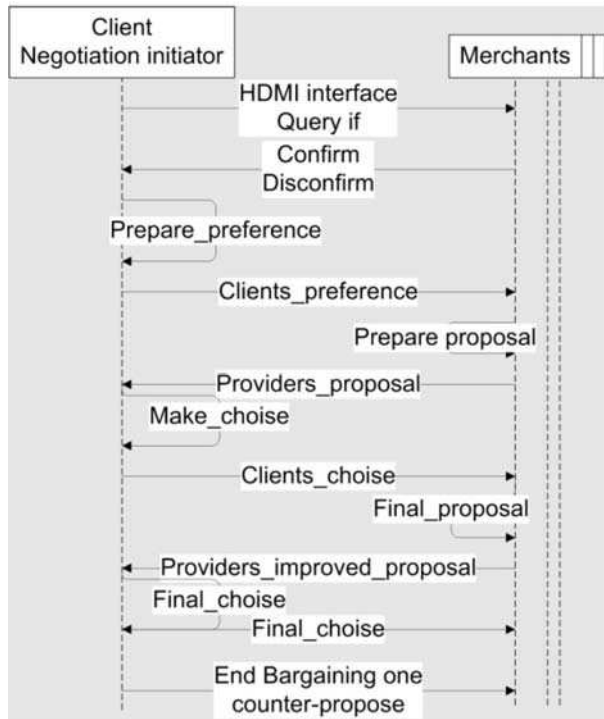 Client
Negotiation initiator
Merchants
HDMI interface
Query if
Confirm
Disconfirm
Prepare_preference
Clients_preference
Prepare proposal
Providers_proposal
Make_choise
Clients_choise
Final_proposal
Providers_improved_proposal
Final_choise
Final_choise
End Bargaining one
counter-propose